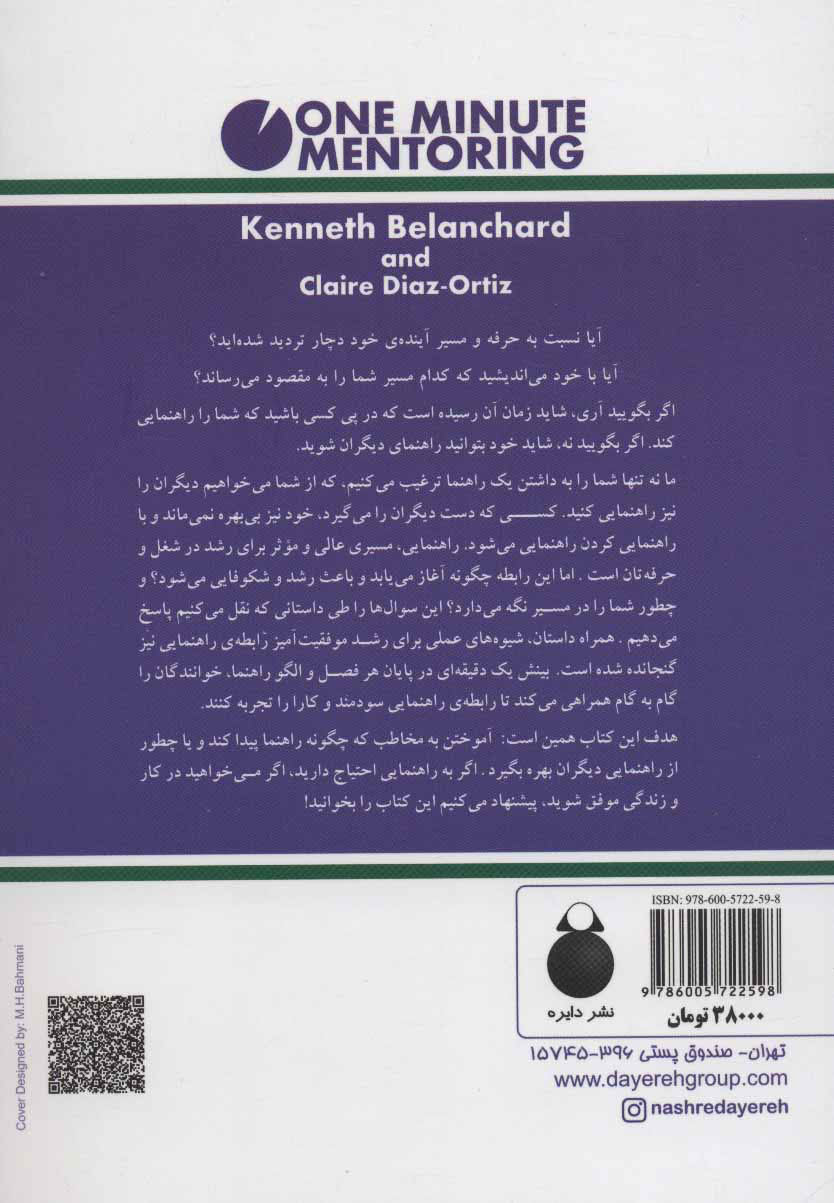 ONE MINUTE
MENTORING
Kenneth Belanchard
and
Claire Diaz-Ortiz
آیا نسبت به حرفه و مسیر آینده‌ی خود دچار تردید شده‌اید؟
آیا با خود می‌اندیشید که کدام مسیر شما را به مقصود می‌رساند؟
اگر بگویید آری، شاید زمان آن رسیده است که در پی کسی باشید که شما را راهنمایی
کند. اگر بگویید نه، شاید خود بتوانید راهنمای دیگران شوید.
ما نه تنها شما را به داشتن یک راهنما ترغیب می‌کنیم، که از شما می‌خواهیم دیگران را
نیز راهنمایی کنید. کسی که دست دیگران را می‌گیرد، خود نیز بی‌بهره نمی‌ماند و با
راهنمایی کردن راهنمایی می‌شود. راهنمایی، مسیری عالی و مؤثر برای رشد در شغل و
حرفه‌تان است . اما این رابطه چگونه آغاز می‌یابد و باعث رشد و شکوفایی می‌شود؟ و
چطور شما را در مسیر نگه می‌دارد؟ این سوال‌ها را طی داستانی که نقل می‌کنیم پاسخ
می‌دهیم . همراه داستان، شیوه‌های عملی برای رشد موفقیت‌آمیز رابطه‌ی راهنمایی نیز
گنجانده شده است. بینش یک دقیقه‌ای در پایان هر فصل و الگو راهنما، خوانندگان را
گام به گام همراهی می‌کند تا رابطه‌ی راهنمایی سودمند و کارا را تجربه کنند.
هدف این کتاب همین است: آموختن به مخاطب که چگونه راهنما پیدا کند و یا چطور
از راهنمایی دیگران بهره بگیرد . اگر به راهنمایی احتیاج دارید، اگر می‌خواهید در کار
و زندگی موفق شوید، پیشنهاد می‌کنیم این کتاب را بخوانید!
ISBN: 978-600-5722-59-8
9 786005 722598
۳۸۰۰۰ تومان
نشر دایره
تهران- صندوق پستی ۳۹۶-۱۵۷۴۵
www.dayerehgroup.com
nashredayereh
Cover Designed by: M.H.Bahmani